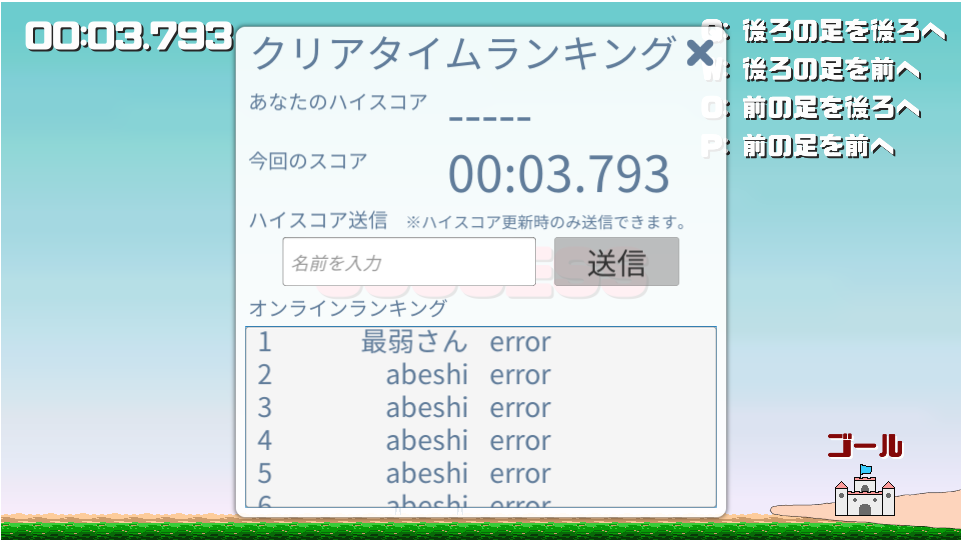 00:03.793
Q: 後ろの足を後ろへ
W: 後ろの足を前へ
O: 前の足を後ろへ
P: 前の足を前へ
クリアタイムランキング
あなたのハイスコア
-----
今回のスコア
00:03.793
ハイスコア送信 ※ハイスコア更新時のみ送信できます。
名前を入力
送信
SUCCESS
オンラインランキング
1 最弱さん error
2 abeshi error
3 abeshi error
4 abeshi error
5 abeshi error
6 abeshi error
ゴール